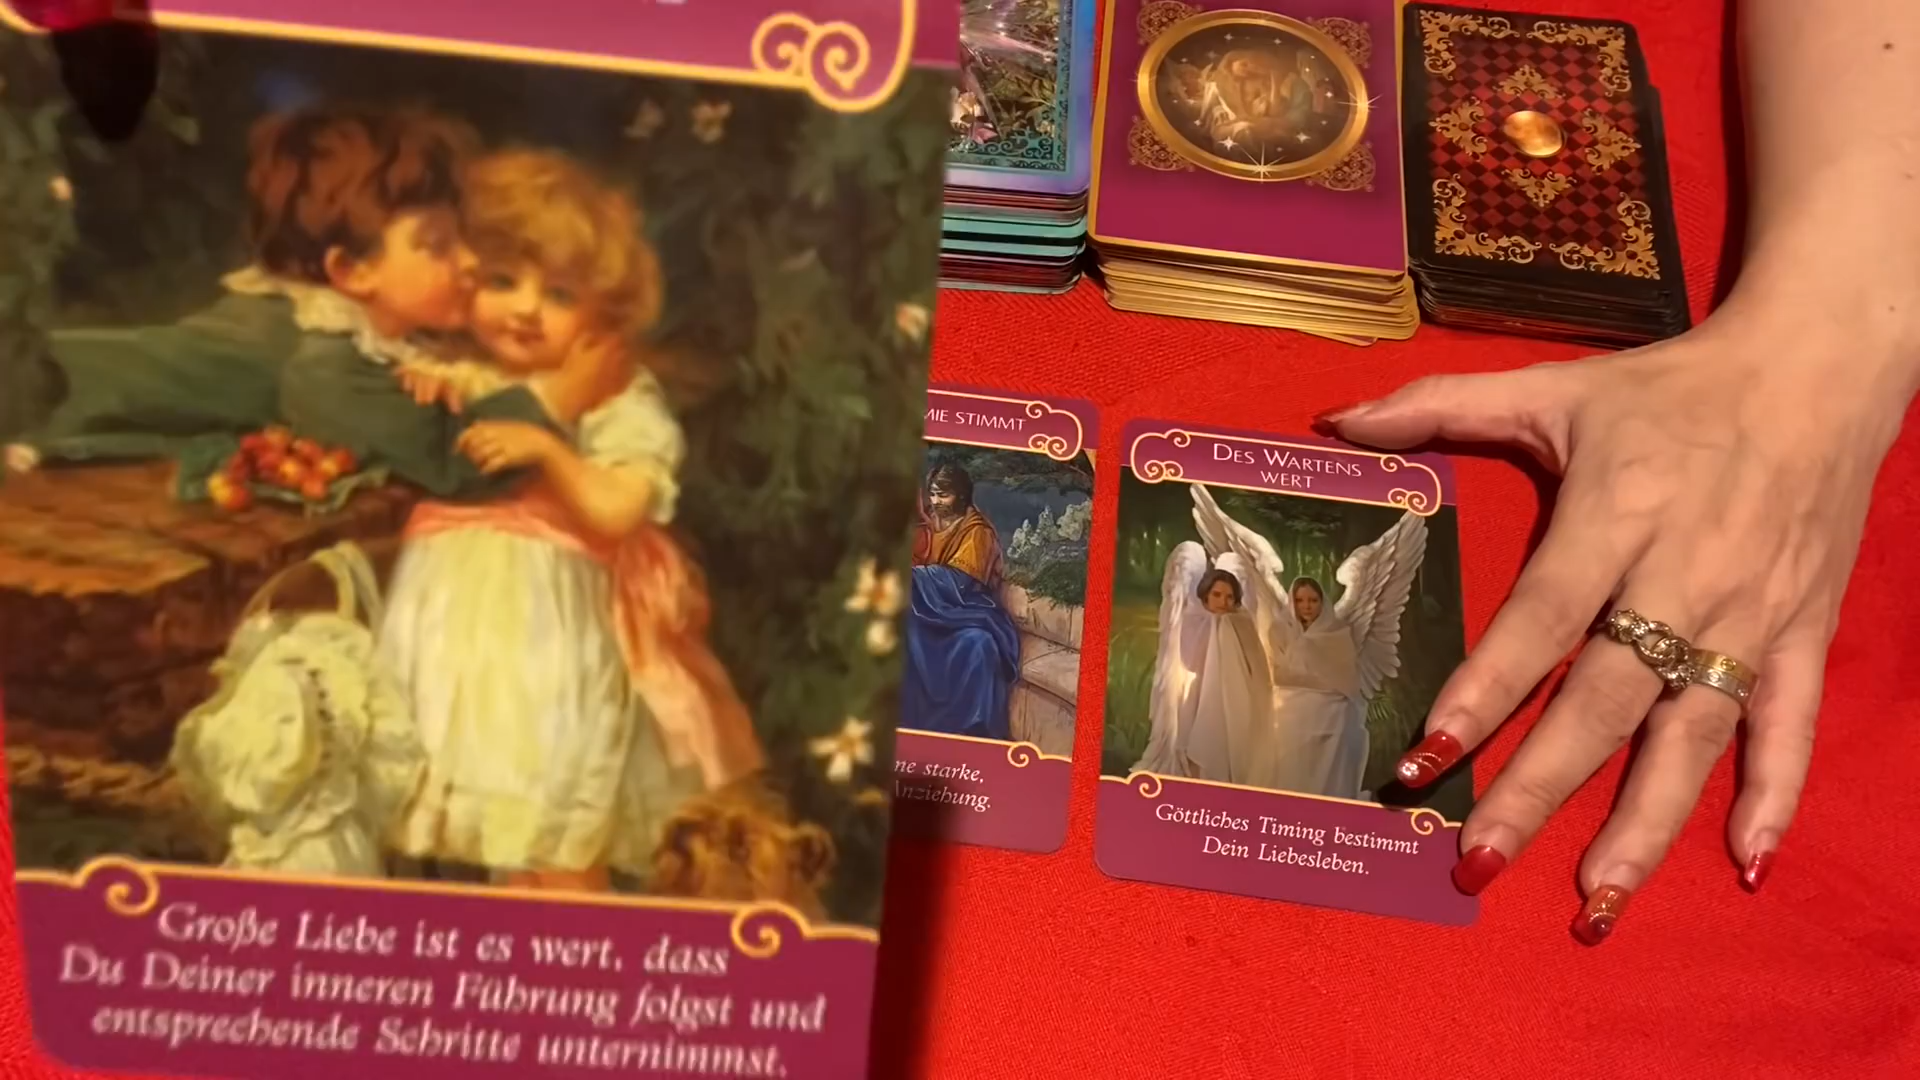 Große Liebe ist es wert, dass
Du Deiner inneren Führung folgst und
entsprechende Schritte unternimmst.
MIE STIMMT
ne starke,
Anziehung.
DES WARTENS
WERT
Göttliches Timing bestimmt
Dein Liebesleben.